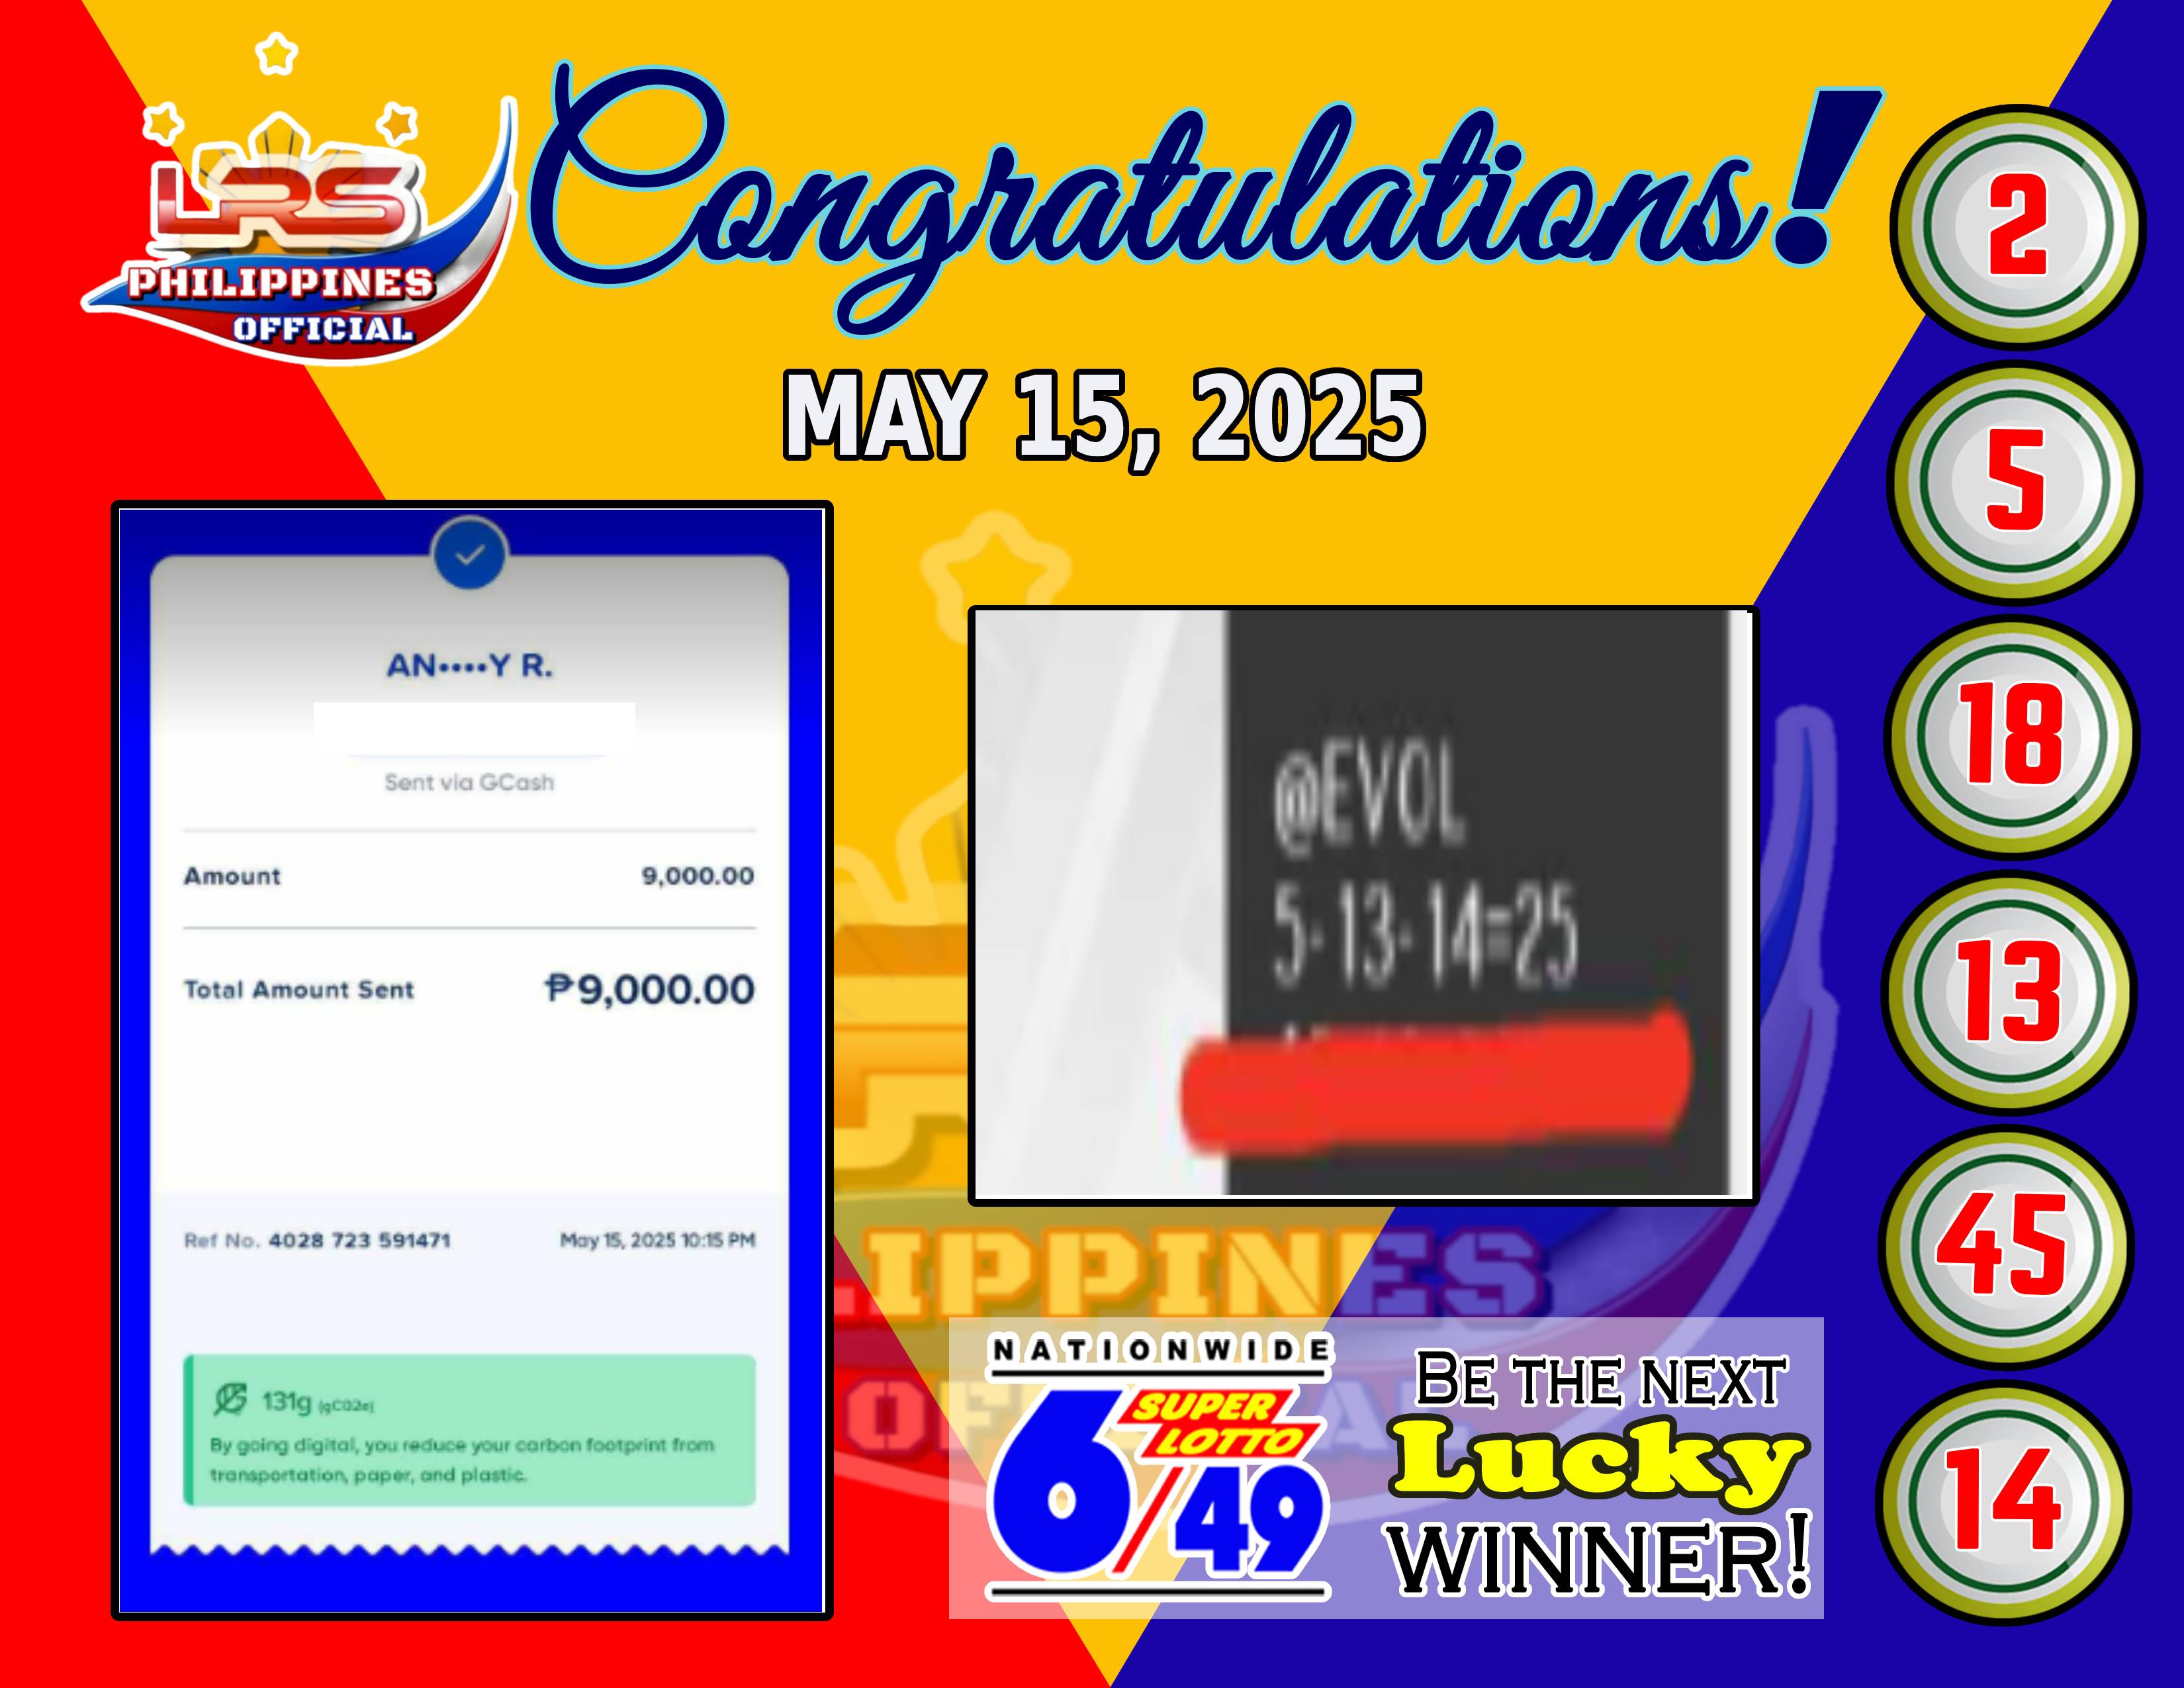 LRS
PHILIPPINES
OFFICIAL
Congratulations!
MAY 15, 2025
AN••••Y R.
Sent via GCash
Amount 9,000.00
Total Amount Sent ₱9,000.00
Ref No. 4028 723 591471 May 15, 2025 10:15 PM
131g (gCO2e)
By going digital, you reduce your carbon footprint from
transportation, paper, and plastic.
@EVOL
5-13-14=25
LIPPINES
NATIONWIDE
SUPER
LOTTO
6/49
BE THE NEXT
Lucky
WINNER!
2
5
18
13
45
14